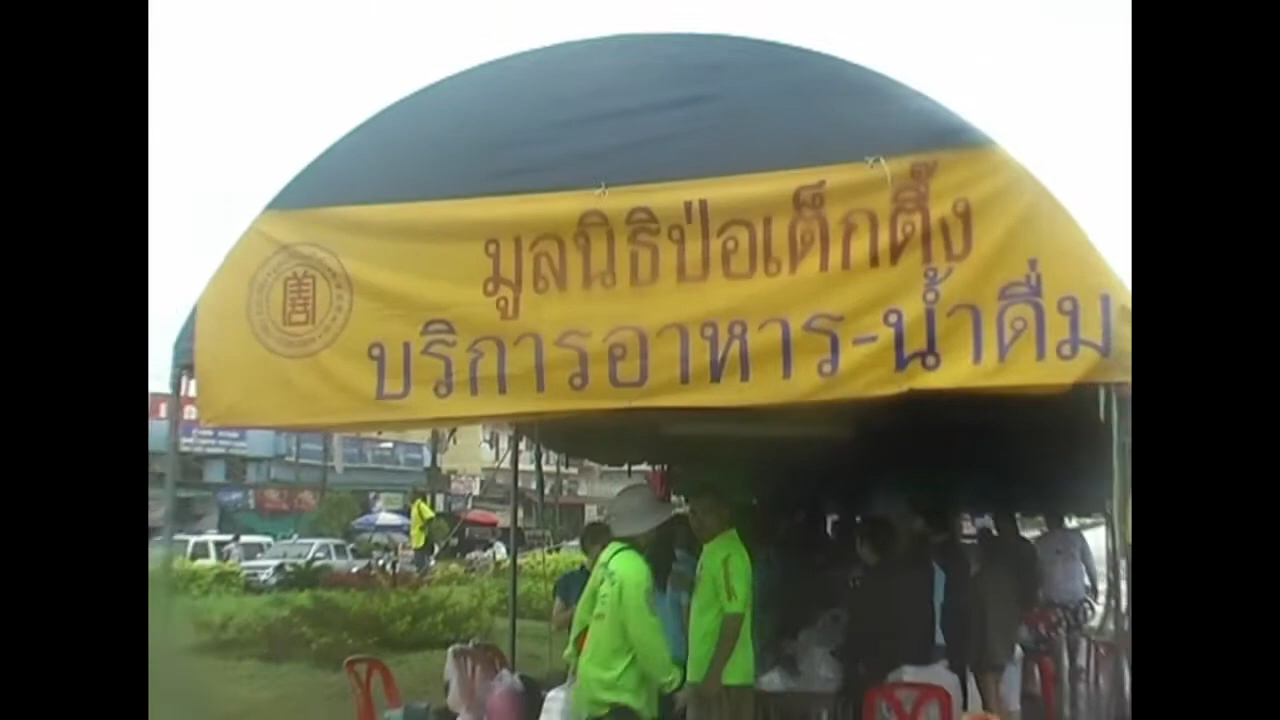 มูลนิธิป่อเต็กตึ๊ง
บริการอาหาร-น้ำดื่ม
善